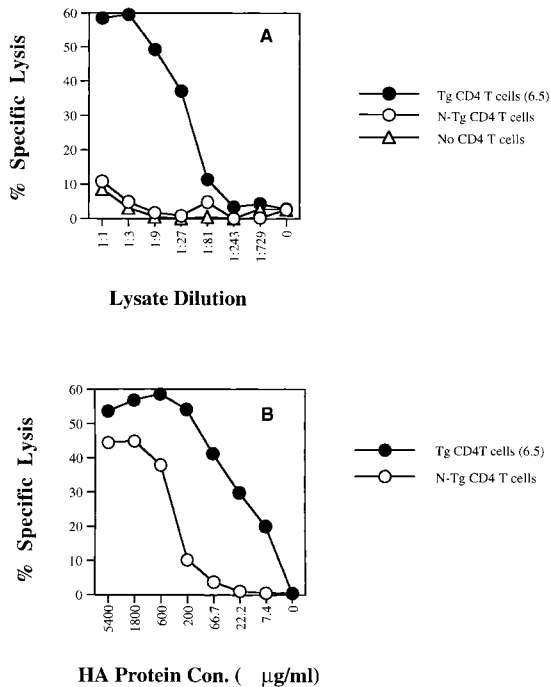 60
50
40
30
20
10
0
% Specific Lysis
A
1:1
1:3
1:9
1:27
1:81
1:243
1:729
0
Lysate Dilution
Tg CD4 T cells (6.5)
N-Tg CD4 T cells
No CD4 T cells
60
50
40
30
20
10
0
% Specific Lysis
B
5400
1800
600
200
66.7
22.2
7.4
0
HA Protein Con. ( μg/ml)
Tg CD4T cells (6.5)
N-Tg CD4 T cells